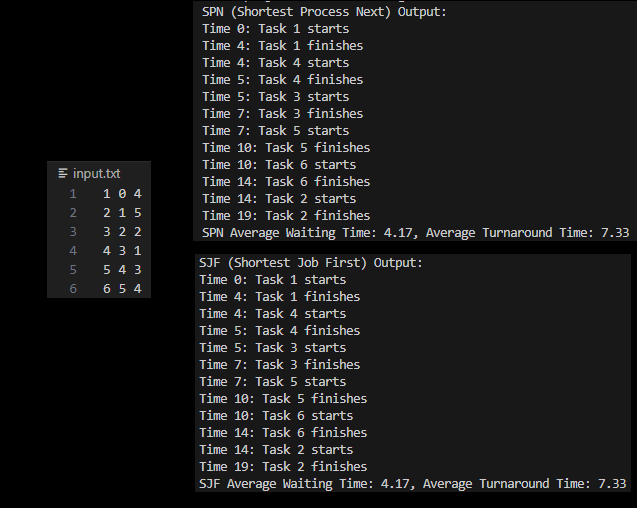 SPN (Shortest Process Next) Output:
Time 0: Task 1 starts
Time 4: Task 1 finishes
Time 4: Task 4 starts
Time 5: Task 4 finishes
Time 5: Task 3 starts
Time 7: Task 3 finishes
Time 7: Task 5 starts
Time 10: Task 5 finishes
Time 10: Task 6 starts
Time 14: Task 6 finishes
Time 14: Task 2 starts
Time 19: Task 2 finishes
SPN Average Waiting Time: 4.17, Average Turnaround Time: 7.33
input.txt
1 1 0 4
2 2 1 5
3 3 2 2
4 4 3 1
5 5 4 3
6 6 5 4
SJF (Shortest Job First) Output:
Time 0: Task 1 starts
Time 4: Task 1 finishes
Time 4: Task 4 starts
Time 5: Task 4 finishes
Time 5: Task 3 starts
Time 7: Task 3 finishes
Time 7: Task 5 starts
Time 10: Task 5 finishes
Time 10: Task 6 starts
Time 14: Task 6 finishes
Time 14: Task 2 starts
Time 19: Task 2 finishes
SJF Average Waiting Time: 4.17, Average Turnaround Time: 7.33